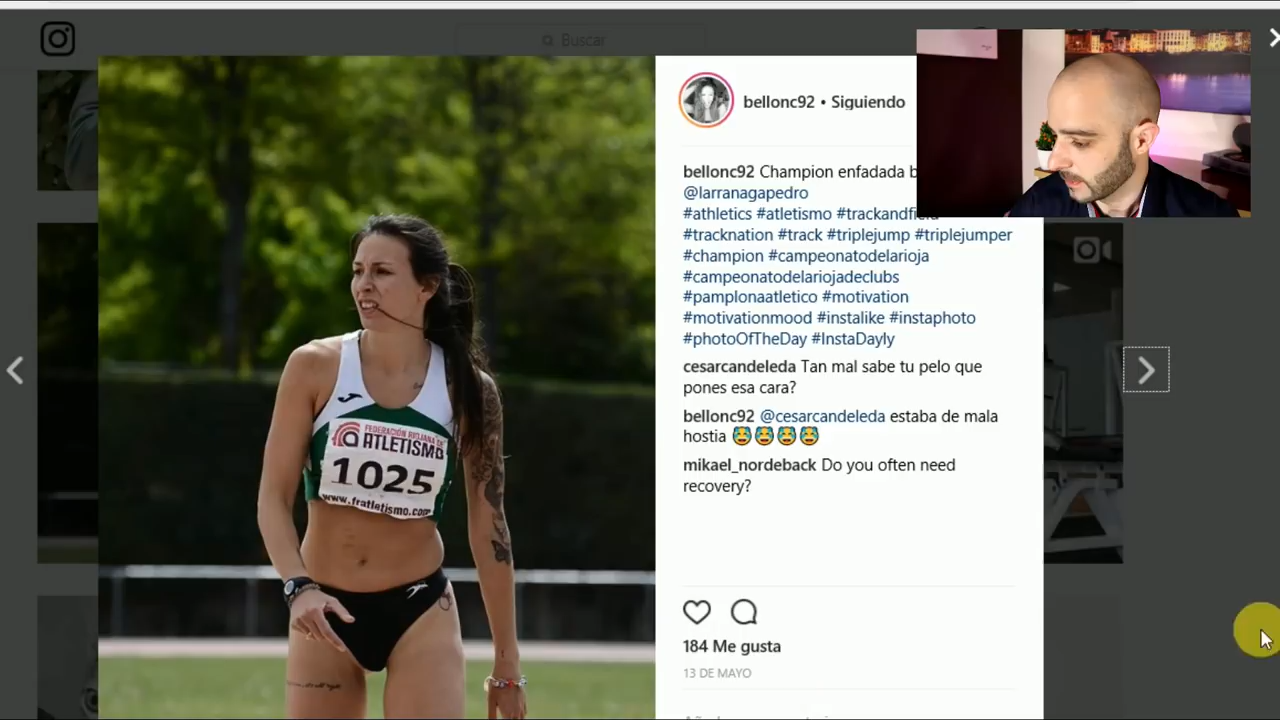 Buscar
bellonc92 • Siguiendo
bellonc92 Champion enfadada
@larranagapedro
#athletics #atletismo #trackandfield
#tracknation #track #triplejump #triplejumper
#champion #campeonatodelarioja
#campeonatodelariojadeclubs
#pamplonaatletico #motivation
#motivationmood #instalike #instaphoto
#photoOfTheDay #InstaDayly
cesarcandeleda Tan mal sabe tu pelo que
pones esa cara?
bellonc92 @cesarcandeleda estaba de mala
hostia
mikael_nordeback Do you often need
recovery?
184 Me gusta
13 DE MAYO
FEDERACIÓN RIOJANA DE
ATLETISMO
1025
www.fratletismo.com